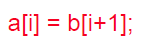 a[i] = b[i+1];